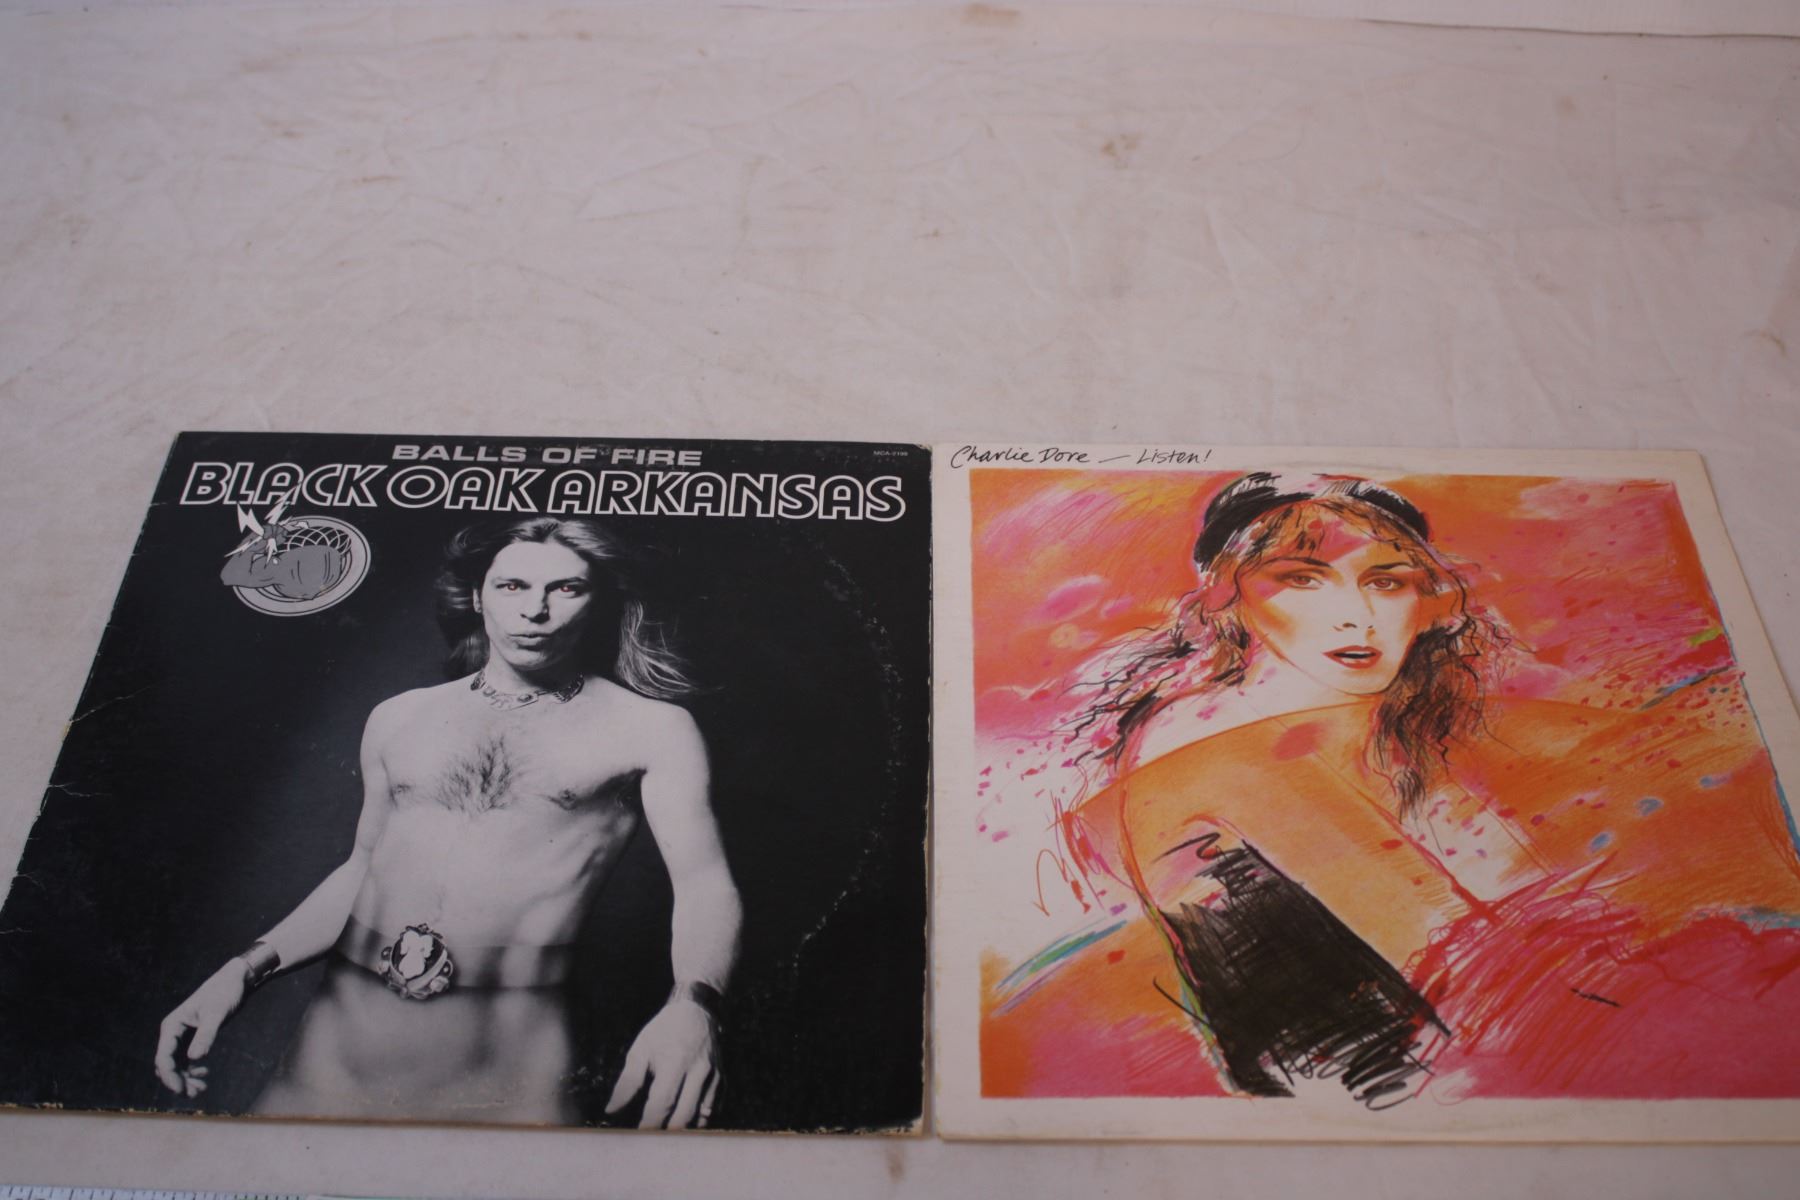 BALLS OF FIRE
MCA-2199
BLACK OAK ARKANSAS
Charlie Dore — Listen!